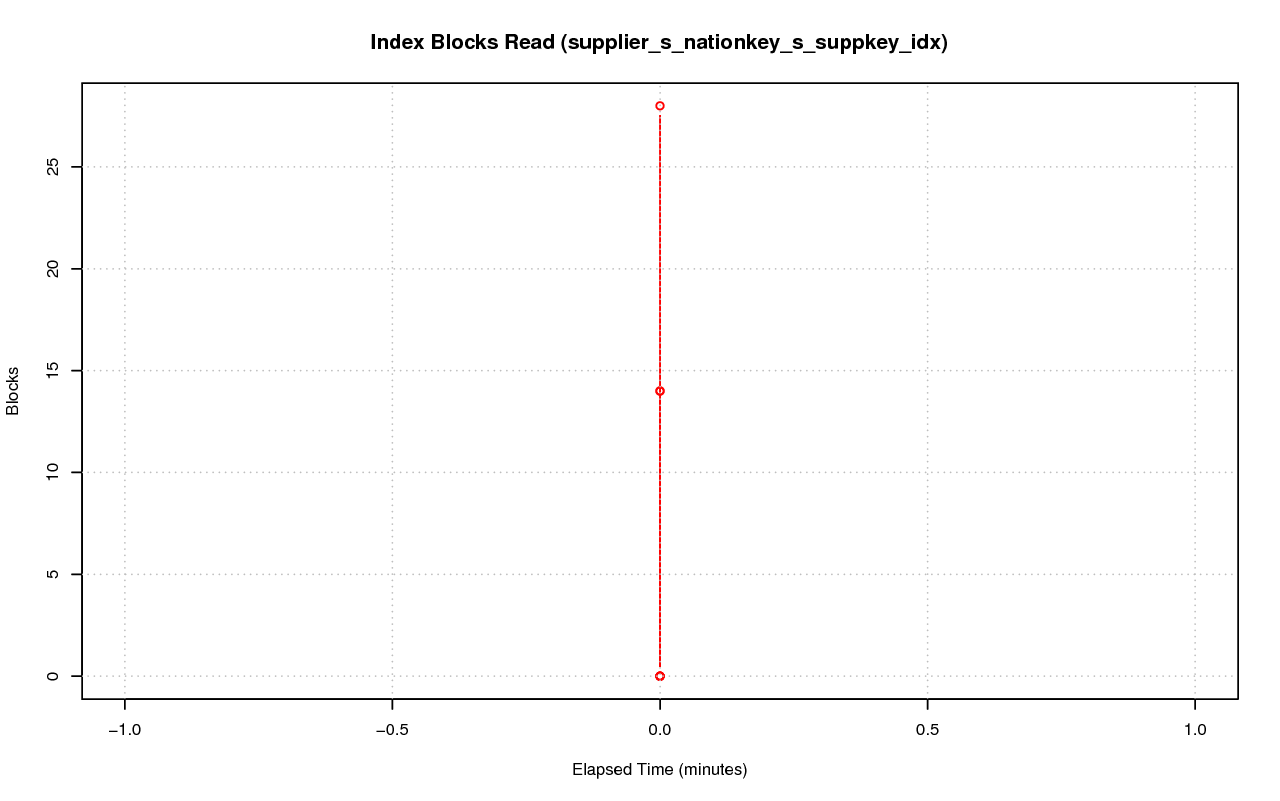 Index Blocks Read (supplier_s_nationkey_s_suppkey_idx)
Blocks
25
20
15
10
5
0
−1.0 −0.5 0.0 0.5 1.0
Elapsed Time (minutes)